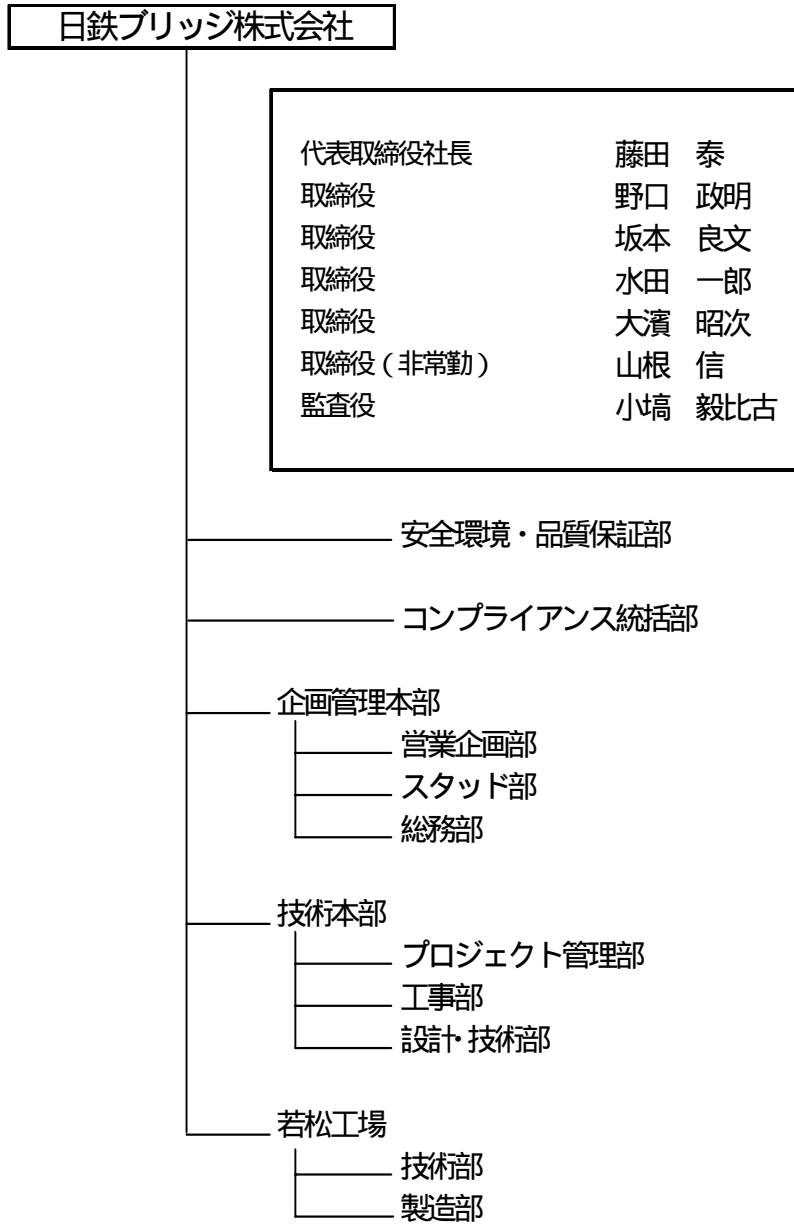 日鉄ブリッジ株式会社
代表取締役社長 藤田 泰
取締役 野口 政明
取締役 坂本 良文
取締役 水田 一郎
取締役 大濱 昭次
取締役(非常勤) 山根 信
監査役 小塙 毅比古
安全環境・品質保証部
コンプライアンス統括部
企画管理本部
営業企画部
スタッド部
総務部
技術本部
プロジェクト管理部
工事部
設計・技術部
若松工場
技術部
製造部